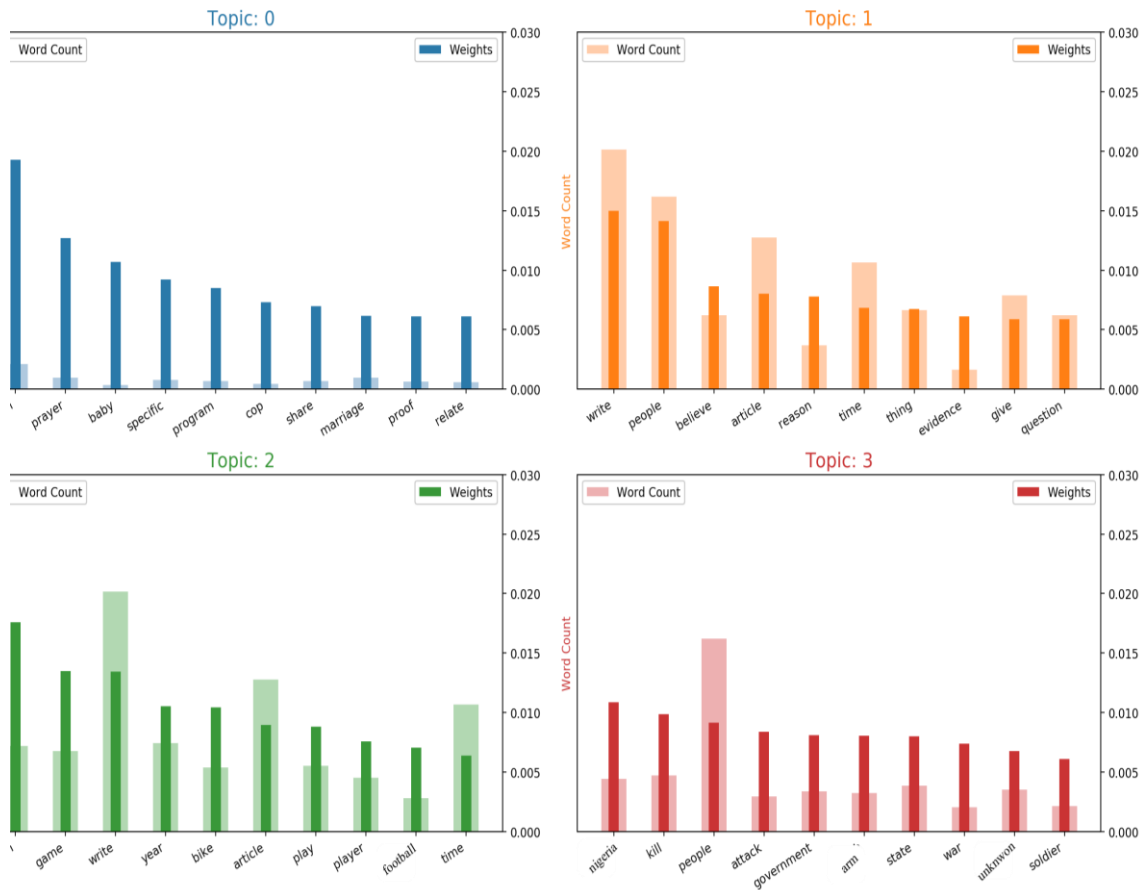 Topic: 0
Word Count
Weights
0.030
0.025
0.020
0.015
0.010
0.005
0.000
prayer
baby
specific
program
cop
share
marriage
proof
relate
Topic: 1
Word Count
Weights
Word Count
0.030
0.025
0.020
0.015
0.010
0.005
0.000
write
people
believe
article
reason
time
thing
evidence
give
question
Topic: 2
Word Count
Weights
0.030
0.025
0.020
0.015
0.010
0.005
0.000
game
write
year
bike
article
play
player
football
time
Topic: 3
Word Count
Weights
Word Count
0.030
0.025
0.020
0.015
0.010
0.005
0.000
nigeria
kill
people
attack
government
arm
state
war
unknwon
soldier